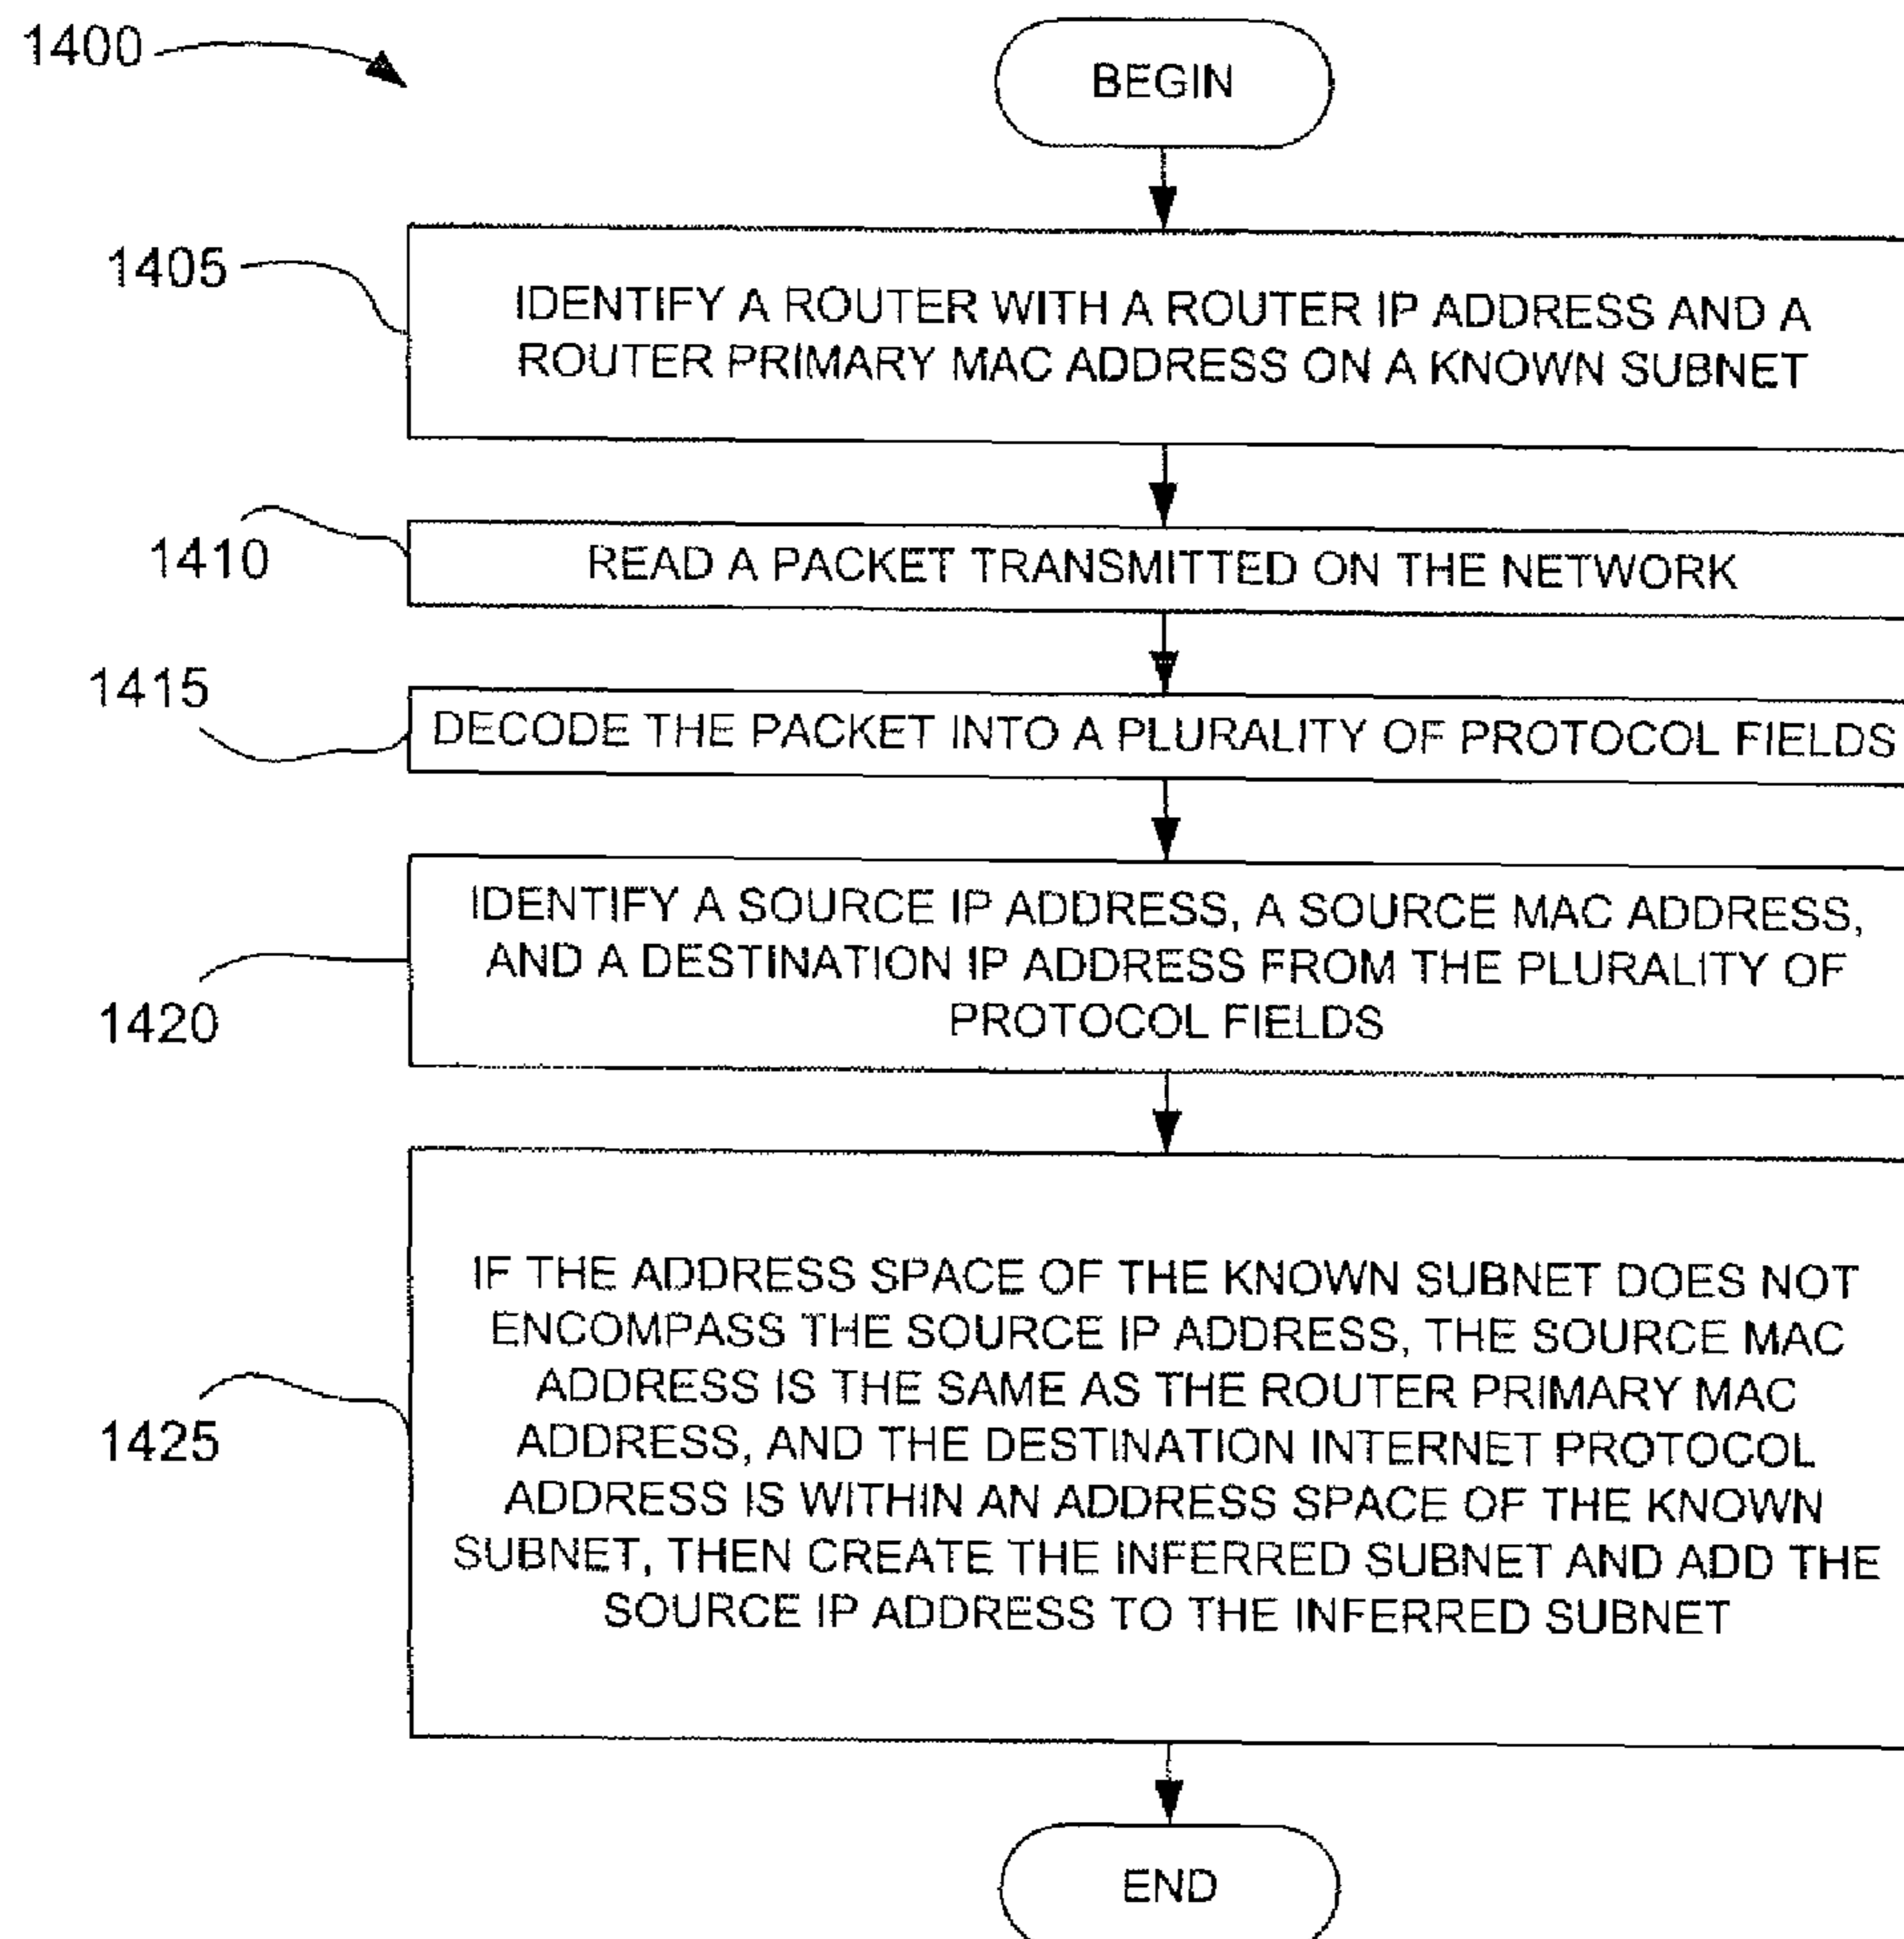 1400
BEGIN
1405
IDENTIFY A ROUTER WITH A ROUTER IP ADDRESS AND A
ROUTER PRIMARY MAC ADDRESS ON A KNOWN SUBNET
1410
READ A PACKET TRANSMITTED ON THE NETWORK
1415
DECODE THE PACKET INTO A PLURALITY OF PROTOCOL FIELDS
1420
IDENTIFY A SOURCE IP ADDRESS, A SOURCE MAC ADDRESS,
AND A DESTINATION IP ADDRESS FROM THE PLURALITY OF
PROTOCOL FIELDS
1425
IF THE ADDRESS SPACE OF THE KNOWN SUBNET DOES NOT
ENCOMPASS THE SOURCE IP ADDRESS, THE SOURCE MAC
ADDRESS IS THE SAME AS THE ROUTER PRIMARY MAC
ADDRESS, AND THE DESTINATION INTERNET PROTOCOL
ADDRESS IS WITHIN AN ADDRESS SPACE OF THE KNOWN
SUBNET, THEN CREATE THE INFERRED SUBNET AND ADD THE
SOURCE IP ADDRESS TO THE INFERRED SUBNET
END